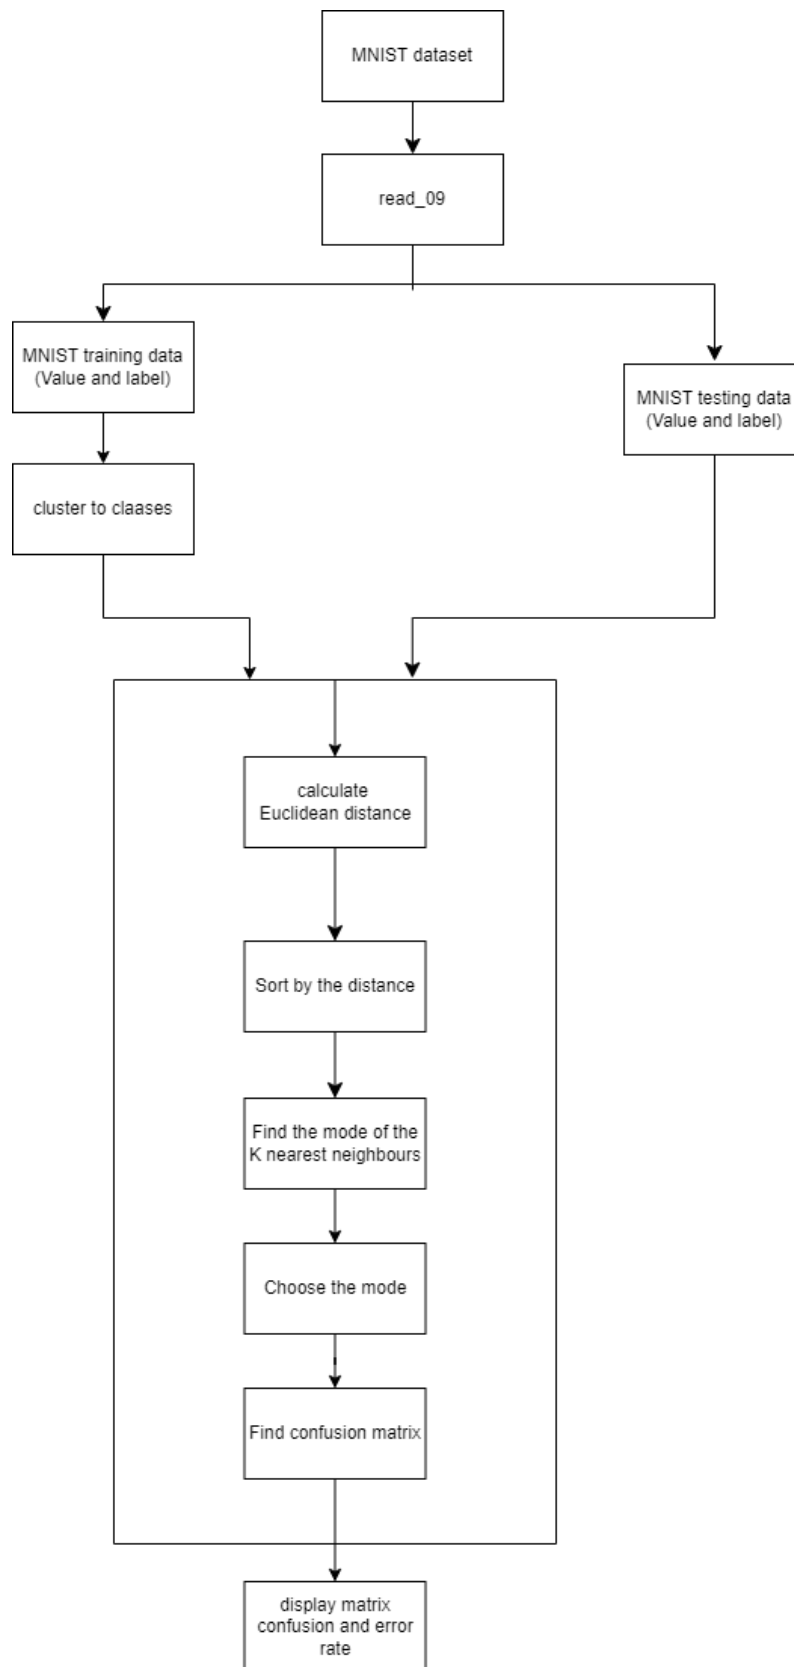 MNIST dataset
read_09
MNIST training data
(Value and label)
MNIST testing data
(Value and label)
cluster to claases
calculate
Euclidean distance
Sort by the distance
Find the mode of the
K nearest neighbours
Choose the mode
Find confusion matrix
display matrix
confusion and error
rate